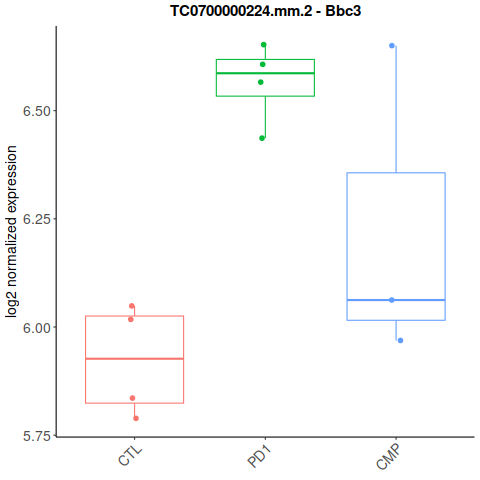 TC0700000224.mm.2 - Bbc3
log2 normalized expression
6.50
6.25
6.00
5.75
CTL
PD1
CMP